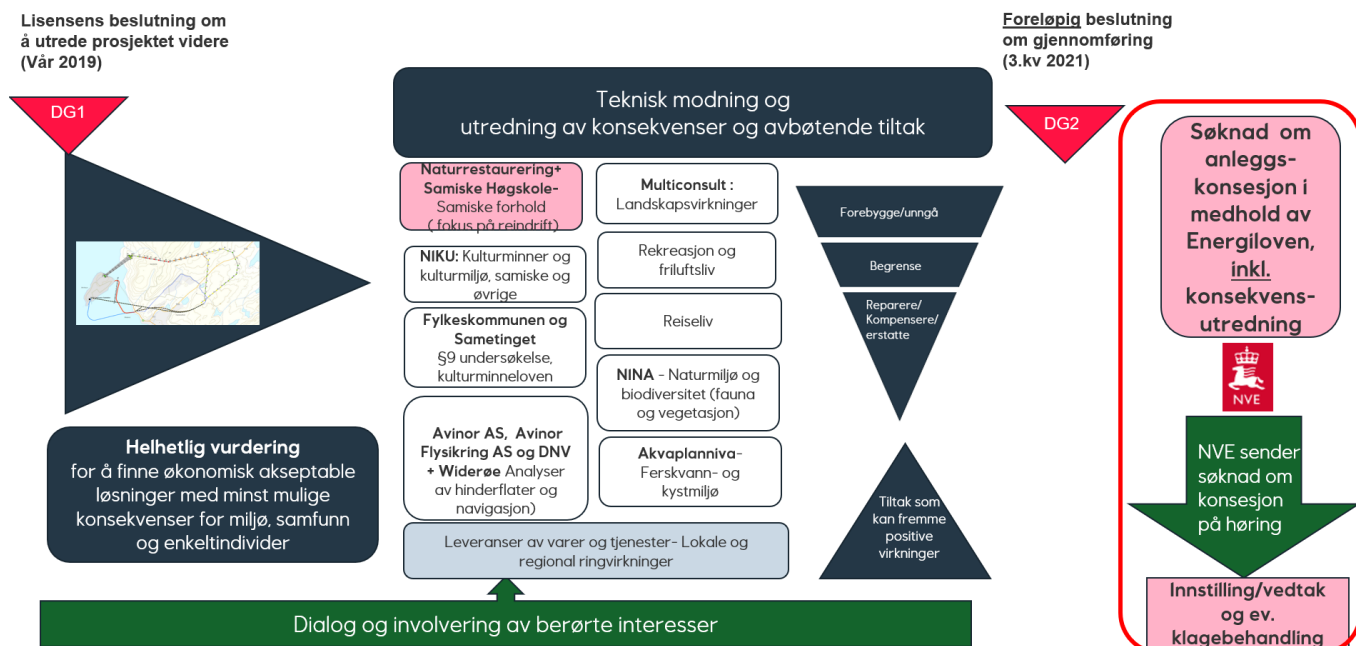 Lisensens beslutning om
å utrede prosjektet videre
(Vår 2019)
DG1
Helhetlig vurdering
for å finne økonomisk akseptable
løsninger med minst mulige
konsekvenser for miljø, samfunn
og enkeltindivider
Teknisk modning og
utredning av konsekvenser og avbøtende tiltak
Naturrestaurering+
Samiske Høgskole-
Samiske forhold
( fokus på reindrift)
NIKU: Kulturminner og
kulturmiljø, samiske og
øvrige
Fylkeskommunen og
Sametinget
§9 undersøkelse,
kulturminneloven
Avinor AS, Avinor
Flysikring AS og DNV
+ Widerøe Analyser
av hinderflater og
navigasjon)
Multiconsult :
Landskapsvirkninger
Rekreasjon og
friluftsliv
Reiseliv
NINA - Naturmiljø og
biodiversitet (fauna
og vegetasjon)
Akvaplanniva-
Ferskvann- og
kystmiljø
Leveranser av varer og tjenester- Lokale og
regional ringvirkninger
Dialog og involvering av berørte interesser
Forebygge/unngå
Begrense
Reparere/
Kompensere/
erstatte
Tiltak som
kan fremme
positive
virkninger
Foreløpig beslutning
om gjennomføring
(3.kv 2021)
DG2
Søknad om
anleggs-
konsesjon i
medhold av
Energiloven,
inkl.
konsekvens-
utredning
NVE
NVE sender
søknad om
konsesjon
på høring
Innstilling/vedtak
og ev.
klagebehandling